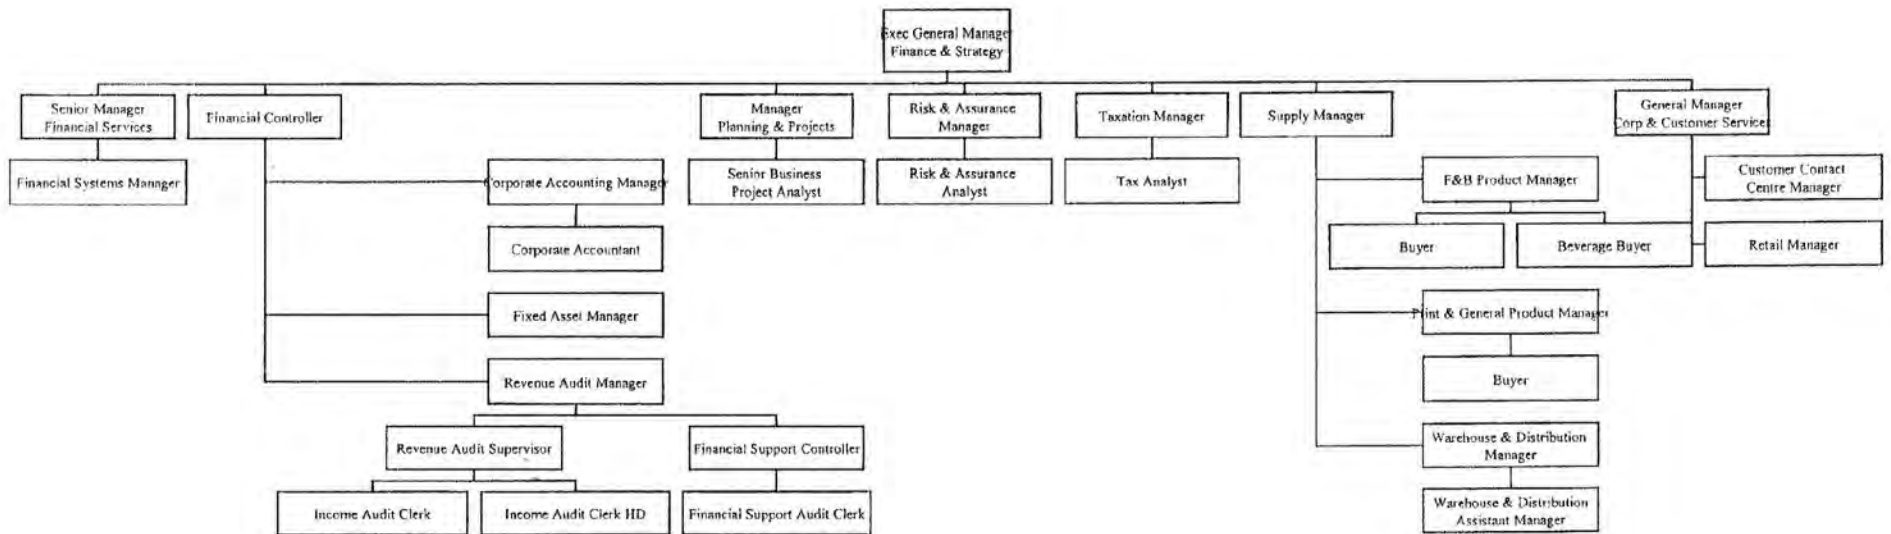 Exec General Manager
Finance & Strategy
Senior Manager
Financial Services
Financial Controller
Manager
Planning & Projects
Risk & Assurance
Manager
Taxation Manager
Supply Manager
General Manager
Corp & Customer Services
Financial Systems Manager
Corporate Accounting Manager
Senior Business
Project Analyst
Risk & Assurance
Analyst
Tax Analyst
F&B Product Manager
Customer Contact
Centre Manager
Corporate Accountant
Buyer
Beverage Buyer
Retail Manager
Fixed Asset Manager
Print & General Product Manager
Revenue Audit Manager
Buyer
Revenue Audit Supervisor
Financial Support Controller
Warehouse & Distribution
Manager
Income Audit Clerk
Income Audit Clerk HD
Financial Support Audit Clerk
Warehouse & Distribution
Assistant Manager